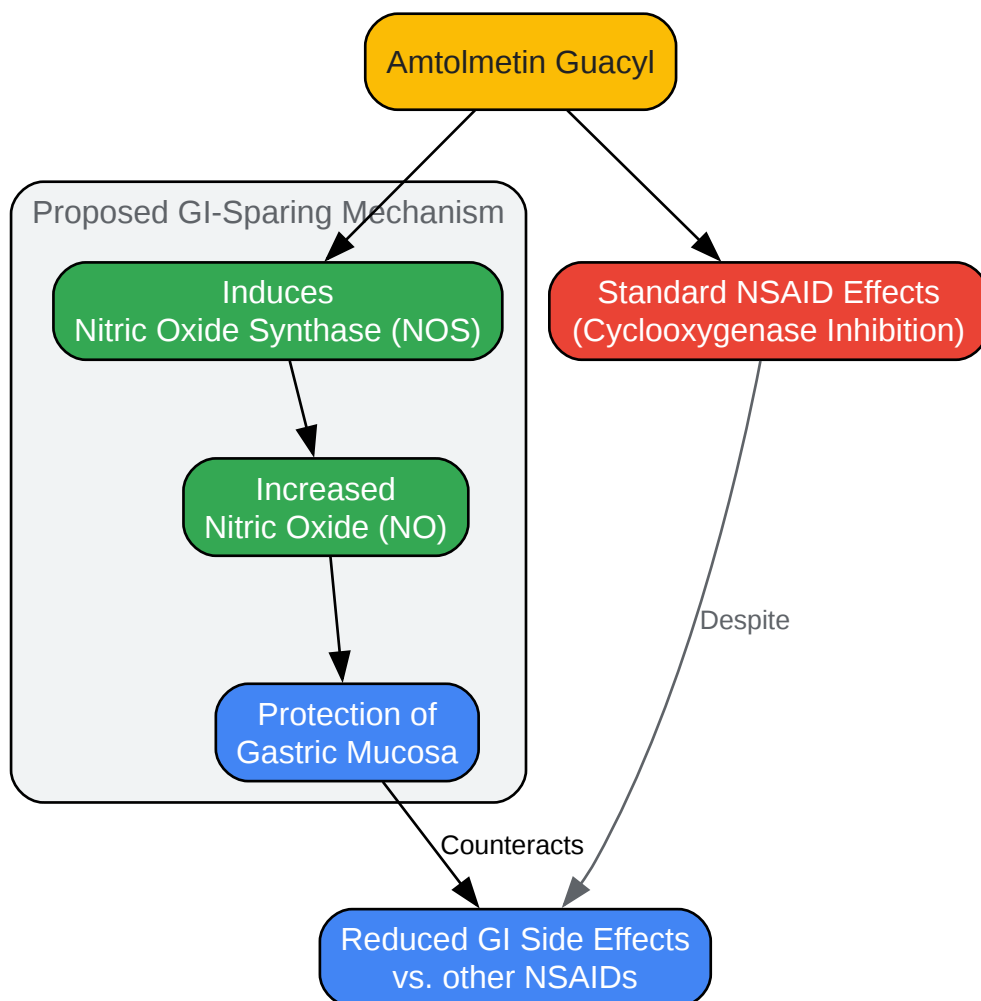 Amtolmetin Guacyl
Proposed GI-Sparing Mechanism
Induces
Nitric Oxide Synthase (NOS)
Standard NSAID Effects
(Cyclooxygenase Inhibition)
Increased
Nitric Oxide (NO)
Despite
Protection of
Gastric Mucosa
Counteracts
Reduced GI Side Effects
vs. other NSAIDs